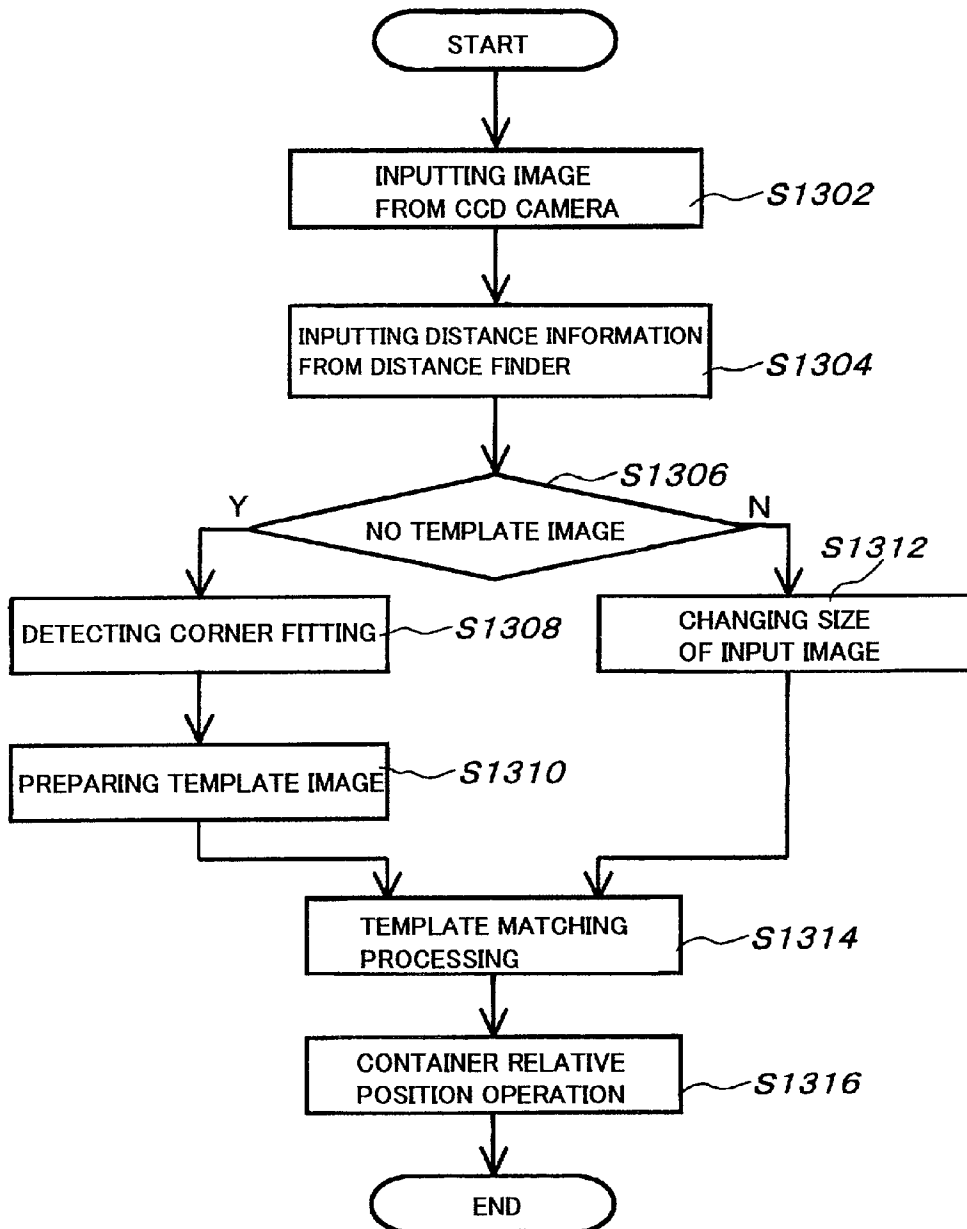 START
INPUTTING IMAGE
FROM CCD CAMERA
S1302
INPUTTING DISTANCE INFORMATION
FROM DISTANCE FINDER
S1304
S1306
Y
NO TEMPLATE IMAGE
N
S1312
DETECTING CORNER FITTING
S1308
CHANGING SIZE
OF INPUT IMAGE
PREPARING TEMPLATE IMAGE
S1310
TEMPLATE MATCHING
PROCESSING
S1314
CONTAINER RELATIVE
POSITION OPERATION
S1316
END